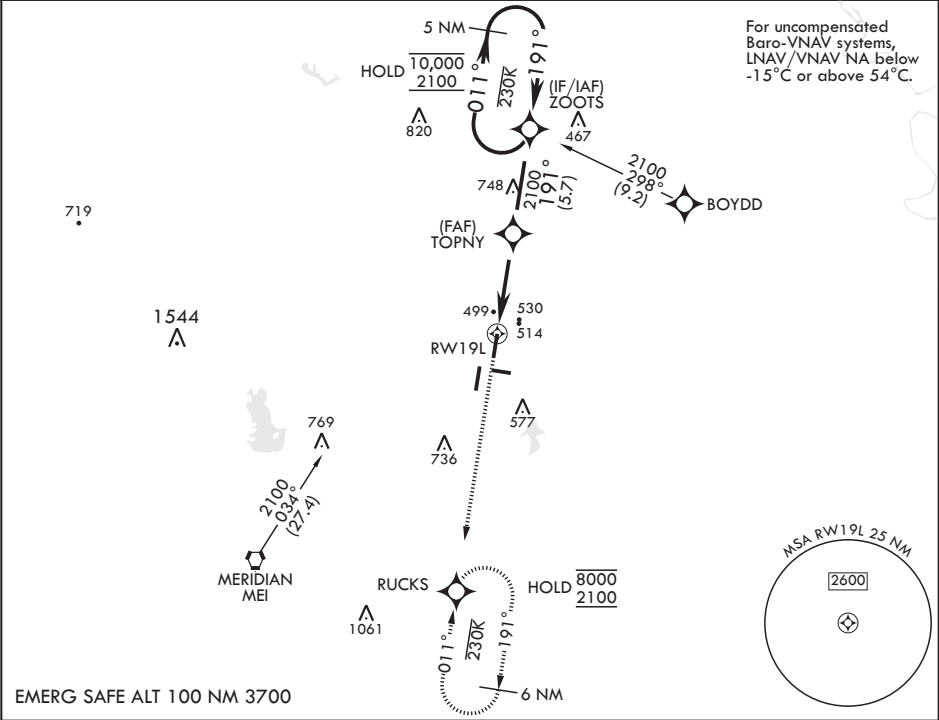 5 NM
HOLD 10,000
2100
011°
230K
191°
(IF/IAF)
ZOOTS
820
467
For uncompensated
Baro-VNAV systems,
LNAV/VNAV NA below
-15°C or above 54°C.
748
2100
191°
(5.7)
2100
298°
(9.2)
BOYDD
719
(FAF)
TOPNY
1544
499
530
514
RW19L
577
769
736
2100
034°
(27.4)
MERIDIAN
MEI
RUCKS
HOLD 8000
2100
1061
011°
230K
191°
6 NM
MSA RW19L 25 NM
2600
EMERG SAFE ALT 100 NM 3700